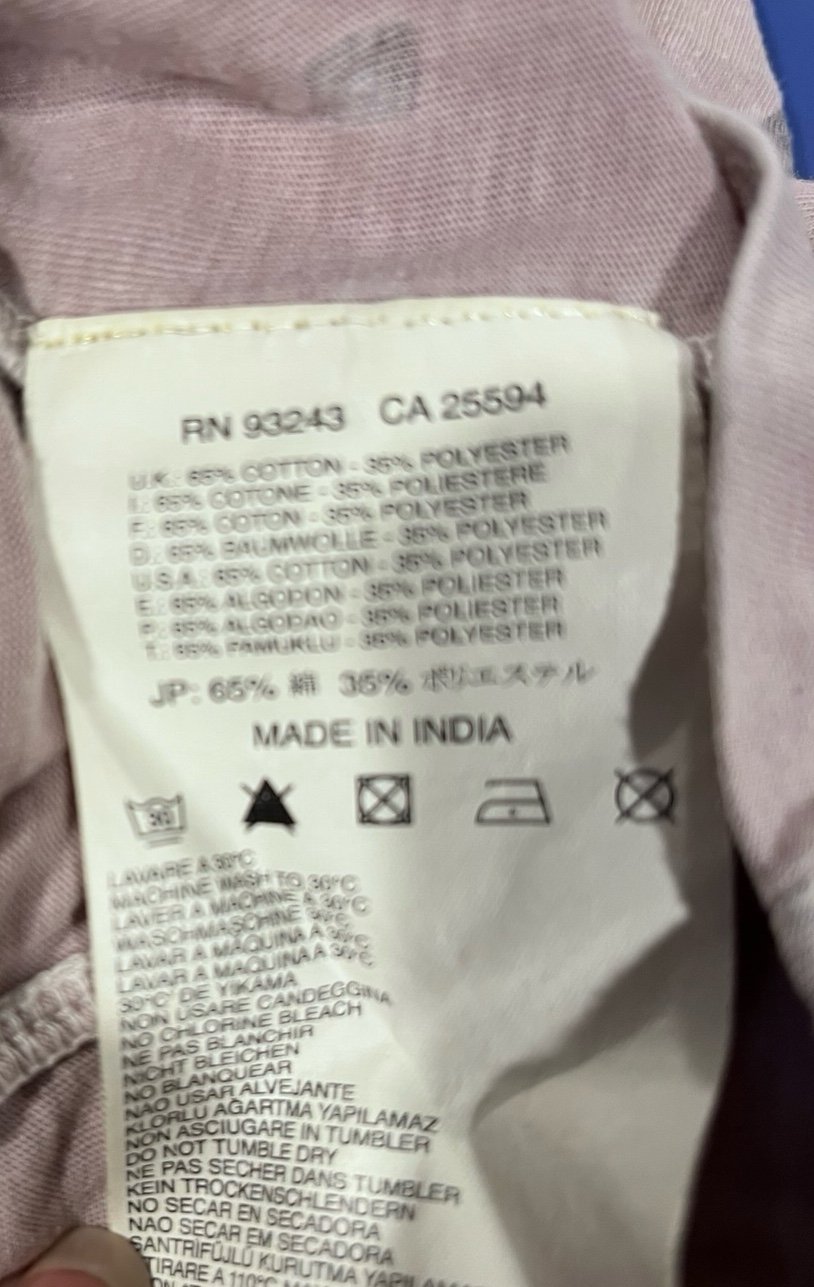 RN 93243 CA 25594
U.K.: 65% COTTON - 35% POLYESTER
I.: 65% COTONE - 35% POLIESTERE
F.: 65% COTON - 35% POLYESTER
D.: 65% BAUMWOLLE - 35% POLYESTER
U.S.A.: 65% COTTON - 35% POLYESTER
E.: 65% ALGODON - 35% POLIESTER
P.: 65% ALGODAO - 35% POLIESTER
T.: 65% PAMUKLU - 35% POLYESTER
JP: 65% 綿 35% ポリエステル
MADE IN INDIA
30
LAVARE A 30°C
MACHINE WASH TO 30°C
LAVER A MACHINE A 30°C
WASCHMASCHINE 30°C
LAVAR A MAQUINA A 30°C
LAVAR A MAQUINA A 30°C
30°C' DE YIKAMA
NON USARE CANDEGGINA
NO CHLORINE BLEACH
NE PAS BLANCHIR
NICHT BLEICHEN
NO BLANQUEAR
NAO USAR ALVEJANTE
KLORLU AĞARTMA YAPILAMAZ
NON ASCIUGARE IN TUMBLER
DO NOT TUMBLE DRY
NE PAS SECHER DANS TUMBLER
KEIN TROCKENSCHLENDERN
NO SECAR EN SECADORA
NAO SECAR EM SECADORA
SANTRİFÜJLÜ KURUTMA
TIRARE A 110°C